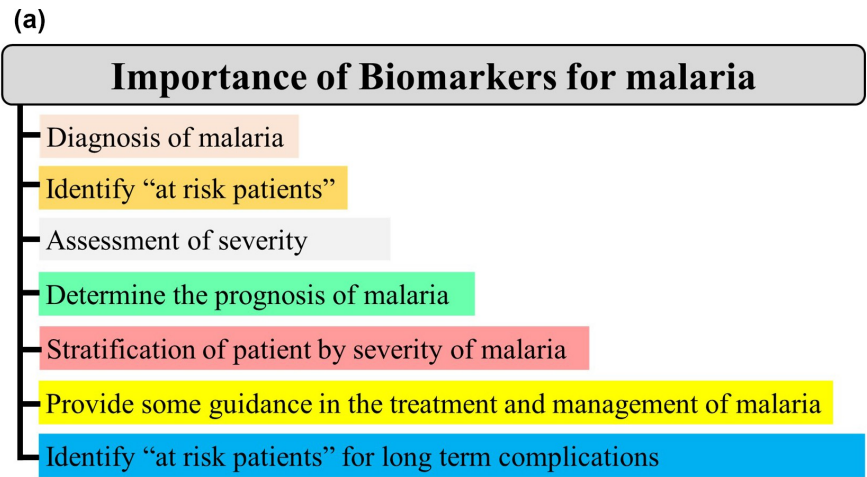 (a)
Importance of Biomarkers for malaria
Diagnosis of malaria
Identify “at risk patients”
Assessment of severity
Determine the prognosis of malaria
Stratification of patient by severity of malaria
Provide some guidance in the treatment and management of malaria
Identify “at risk patients” for long term complications